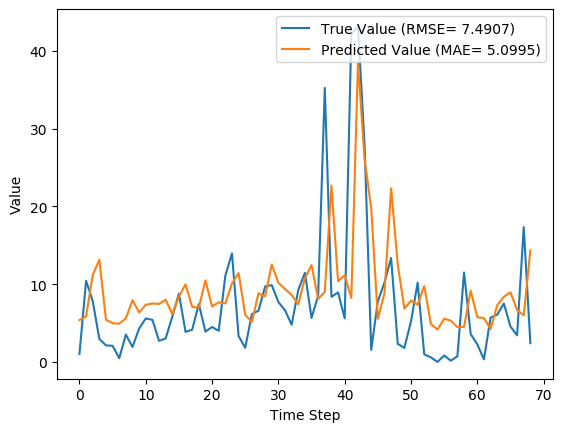 True Value (RMSE= 7.4907)
Predicted Value (MAE= 5.0995)
40
30
20
10
0
Value
0 10 20 30 40 50 60 70
Time Step